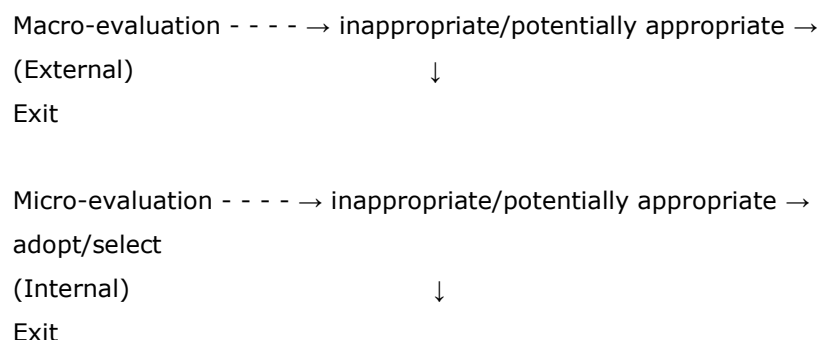 Macro-evaluation - - - - → inappropriate/potentially appropriate →
(External) ↓
Exit
Micro-evaluation - - - - → inappropriate/potentially appropriate →
adopt/select
(Internal) ↓
Exit